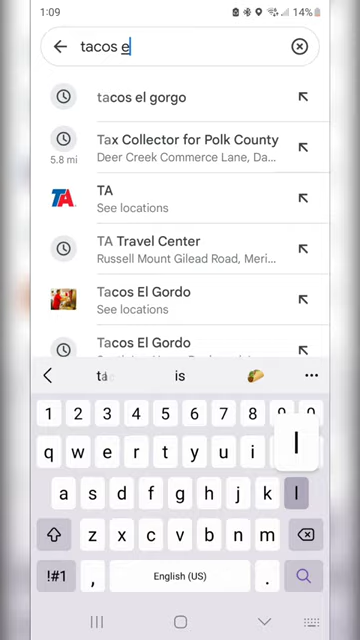 1:09
14%
tacos e
tacos el gorgo
Tax Collector for Polk County
5.8 mi
Deer Creek Commerce Lane, Da...
TA
TA
See locations
TA Travel Center
Russell Mount Gilead Road, Meri...
Tacos El Gordo
See locations
Tacos El Gordo
is
1 2 3 4 5 6 7 8 9 0
q w e r t y u i
l
a s d f g h j k l
z x c v b n m
!#1 , English (US) .